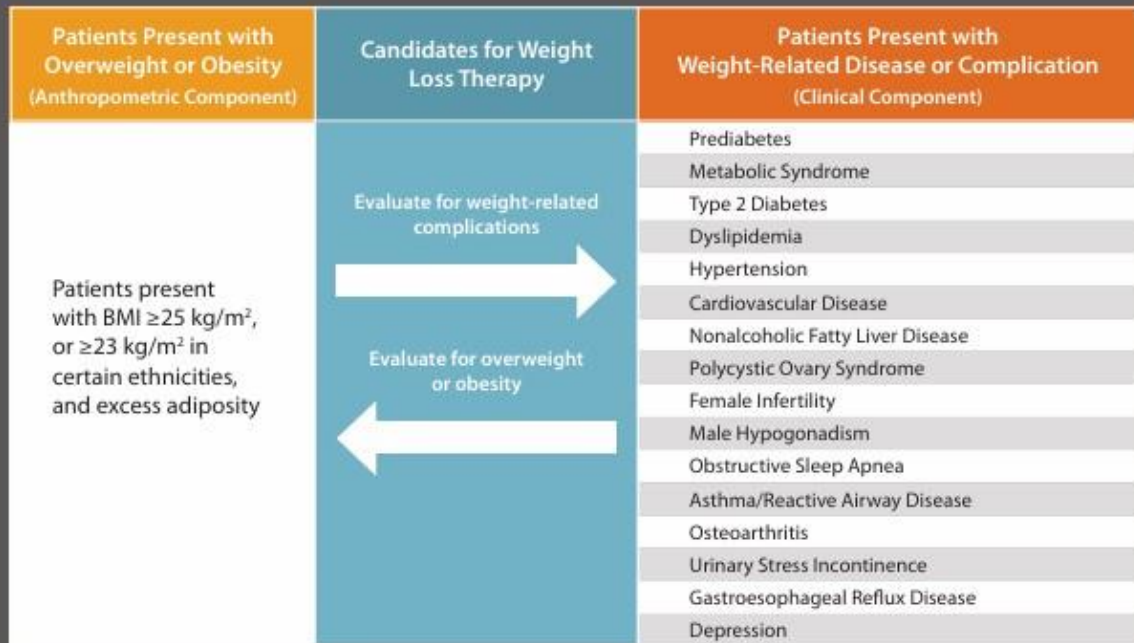 Patients Present with
Overweight or Obesity
(Anthropometric Component)
Candidates for Weight
Loss Therapy
Patients Present with
Weight-Related Disease or Complication
(Clinical Component)
Patients present
with BMI ≥25 kg/m²,
or ≥23 kg/m² in
certain ethnicities,
and excess adiposity
Evaluate for weight-related
complications
Evaluate for overweight
or obesity
Prediabetes
Metabolic Syndrome
Type 2 Diabetes
Dyslipidemia
Hypertension
Cardiovascular Disease
Nonalcoholic Fatty Liver Disease
Polycystic Ovary Syndrome
Female Infertility
Male Hypogonadism
Obstructive Sleep Apnea
Asthma/Reactive Airway Disease
Osteoarthritis
Urinary Stress Incontinence
Gastroesophageal Reflux Disease
Depression